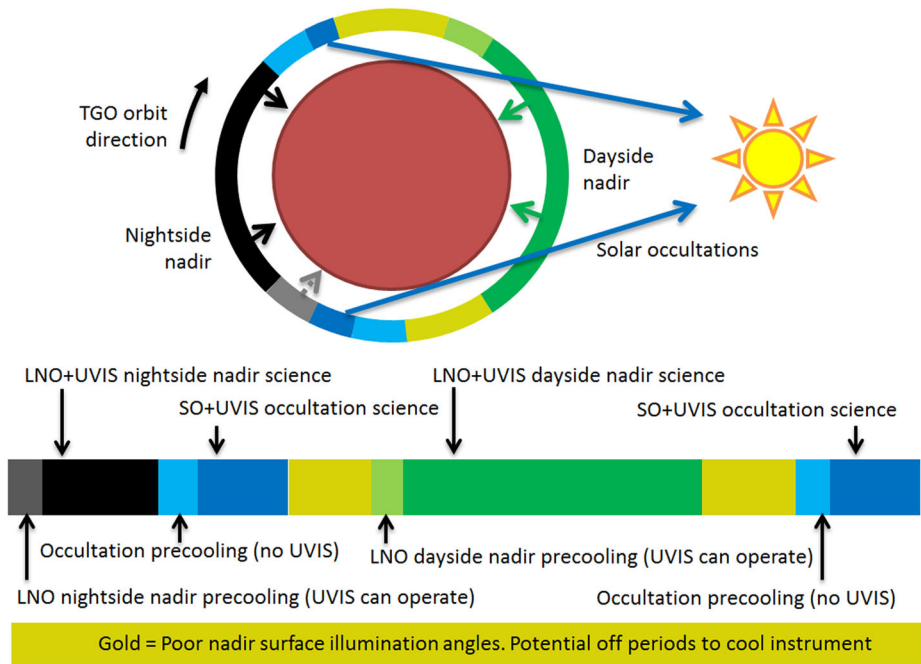 TGO orbit
direction
Dayside
nadir
Nightside
nadir
Solar occultations
LNO+UVIS nightside nadir science
LNO+UVIS dayside nadir science
SO+UVIS occultation science
SO+UVIS occultation science
Occultation precooling (no UVIS)
LNO dayside nadir precooling (UVIS can operate)
LNO nightside nadir precooling (UVIS can operate)
Occultation precooling (no UVIS)
Gold = Poor nadir surface illumination angles. Potential off periods to cool instrument